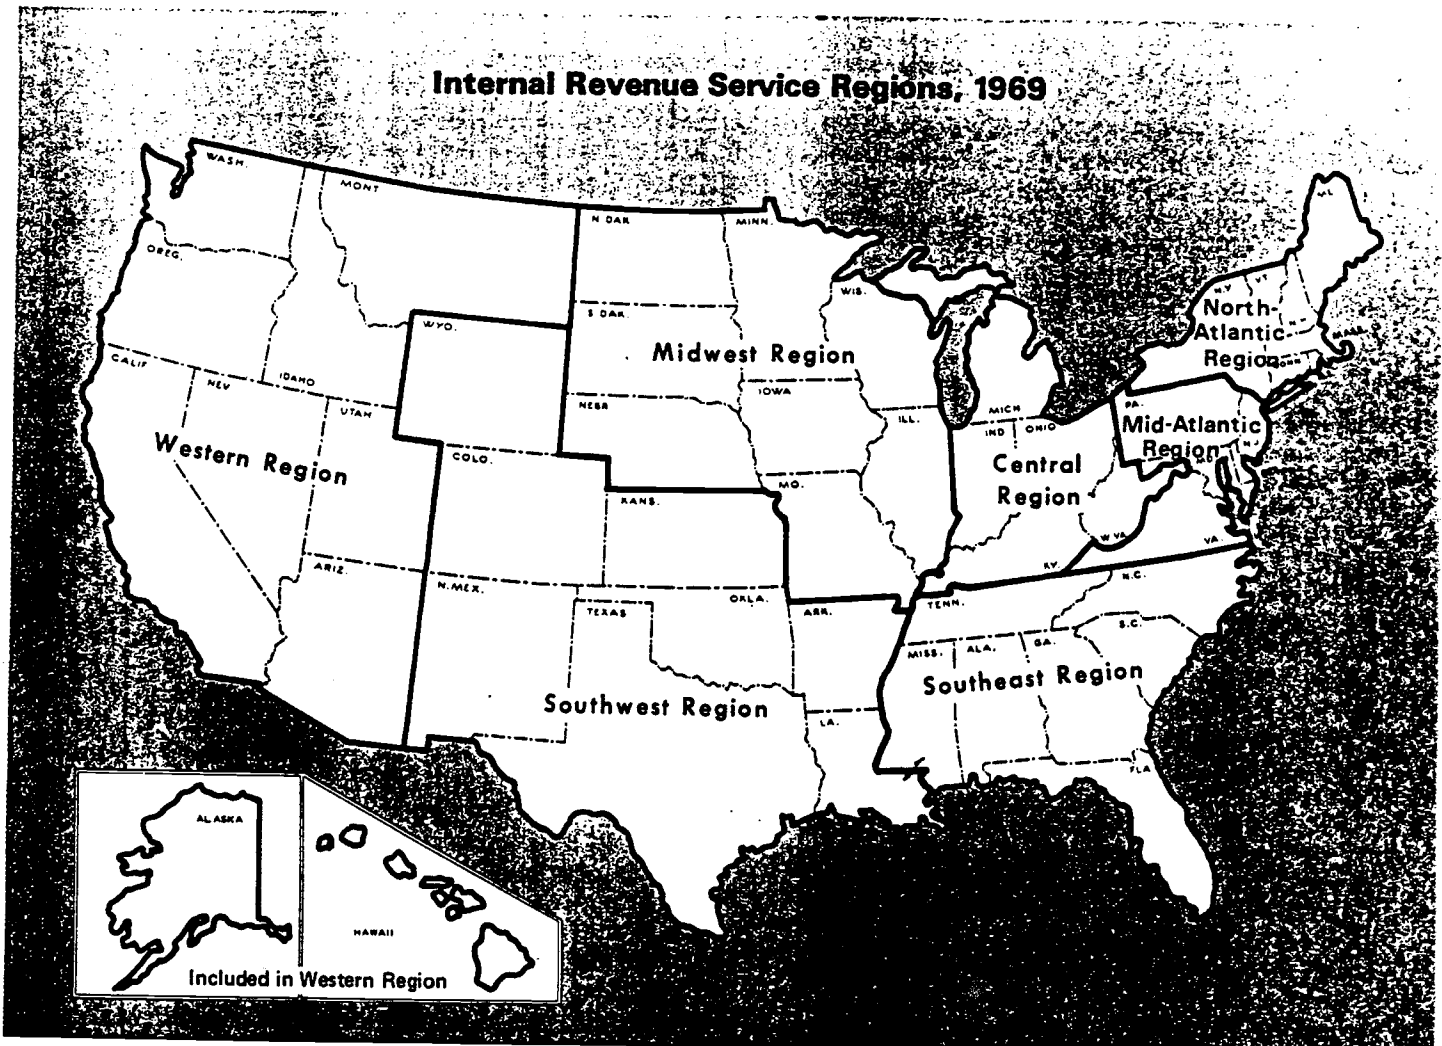 Internal Revenue Service Regions, 1969
WASH.
MONT
N.DAK
MINN.
ME.
OREG.
N.Y.
WIS.
North-
Atlantic
Region
MASS.
CONN
WYO.
S.DAK.
Midwest Region
CALIF
NEV
IDAHO
UTAH
NEBR
IOWA
ILL.
MICH
IND
OHIO
PA.
Mid-Atlantic
Region
N.J.
Western Region
COLO.
Central
Region
KANS.
MO.
W.VA.
VA.
KY.
ARIZ.
N.MEX.
OKLA.
TEXAS
ARK.
TENN.
N.C.
S.C.
MISS.
ALA.
GA.
Southeast Region
Southwest Region
LA.
FLA
ALASKA
HAWAII
Included in Western Region